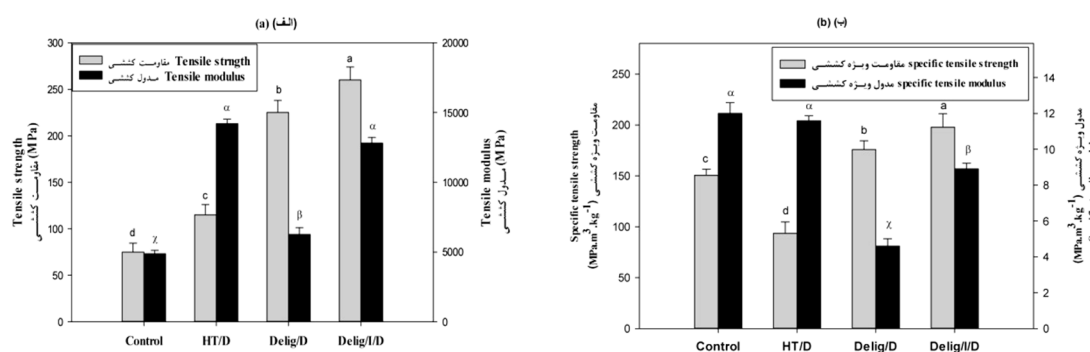 (a) (الف)
300
250
200
150
100
50
0
Tensile strength
مقاومت کششی (MPa)
مقاومت کششی Tensile strngth
مدول کششی Tensile modulus
d
χ
c
α
b
β
a
α
20000
15000
10000
5000
0
Tensile modulus
مدول کششی (MPa)
Control HT/D Delig/D Delig/I/D
(b) (ب)
250
200
150
100
50
0
Specific tensile strength مقاومت ویژه کششی
(MPa.m3.kg-1)
مقاومت ویژه کششی specific tensile strength
مدول ویژه کششی specific tensile modulus
c
α
d
α
b
χ
a
β
14
12
10
8
6
4
2
0
مدول ویژه کششی
(MPa.m3.kg-1)
Control HT/D Delig/D Delig/I/D